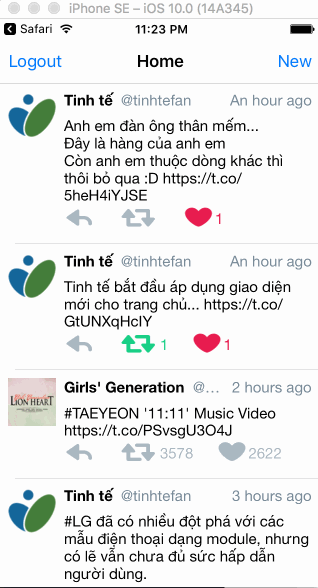 iPhone SE – iOS 10.0 (14A345)
Safari 11:23 PM
Logout Home New
Tinh tế @tinhtefan An hour ago
Anh em đàn ông thân mếm...
Đây là hàng của anh em
Còn anh em thuộc dòng khác thì
thôi bỏ qua :D https://t.co/
5heH4iYJSE
1
Tinh tế @tinhtefan An hour ago
Tinh tế bắt đầu áp dụng giao diện
mới cho trang chủ... https://t.co/
GtUNXqHclY
1 1
LION HEART
Girls' Generation @... 2 hours ago
#TAEYEON '11:11' Music Video
https://t.co/PSvsgU3O4J
3578 2622
Tinh tế @tinhtefan 3 hours ago
#LG đã có nhiều đột phá với các
mẫu điện thoại dạng module, nhưng
có lẽ vẫn chưa đủ sức hấp dẫn
người dùng.